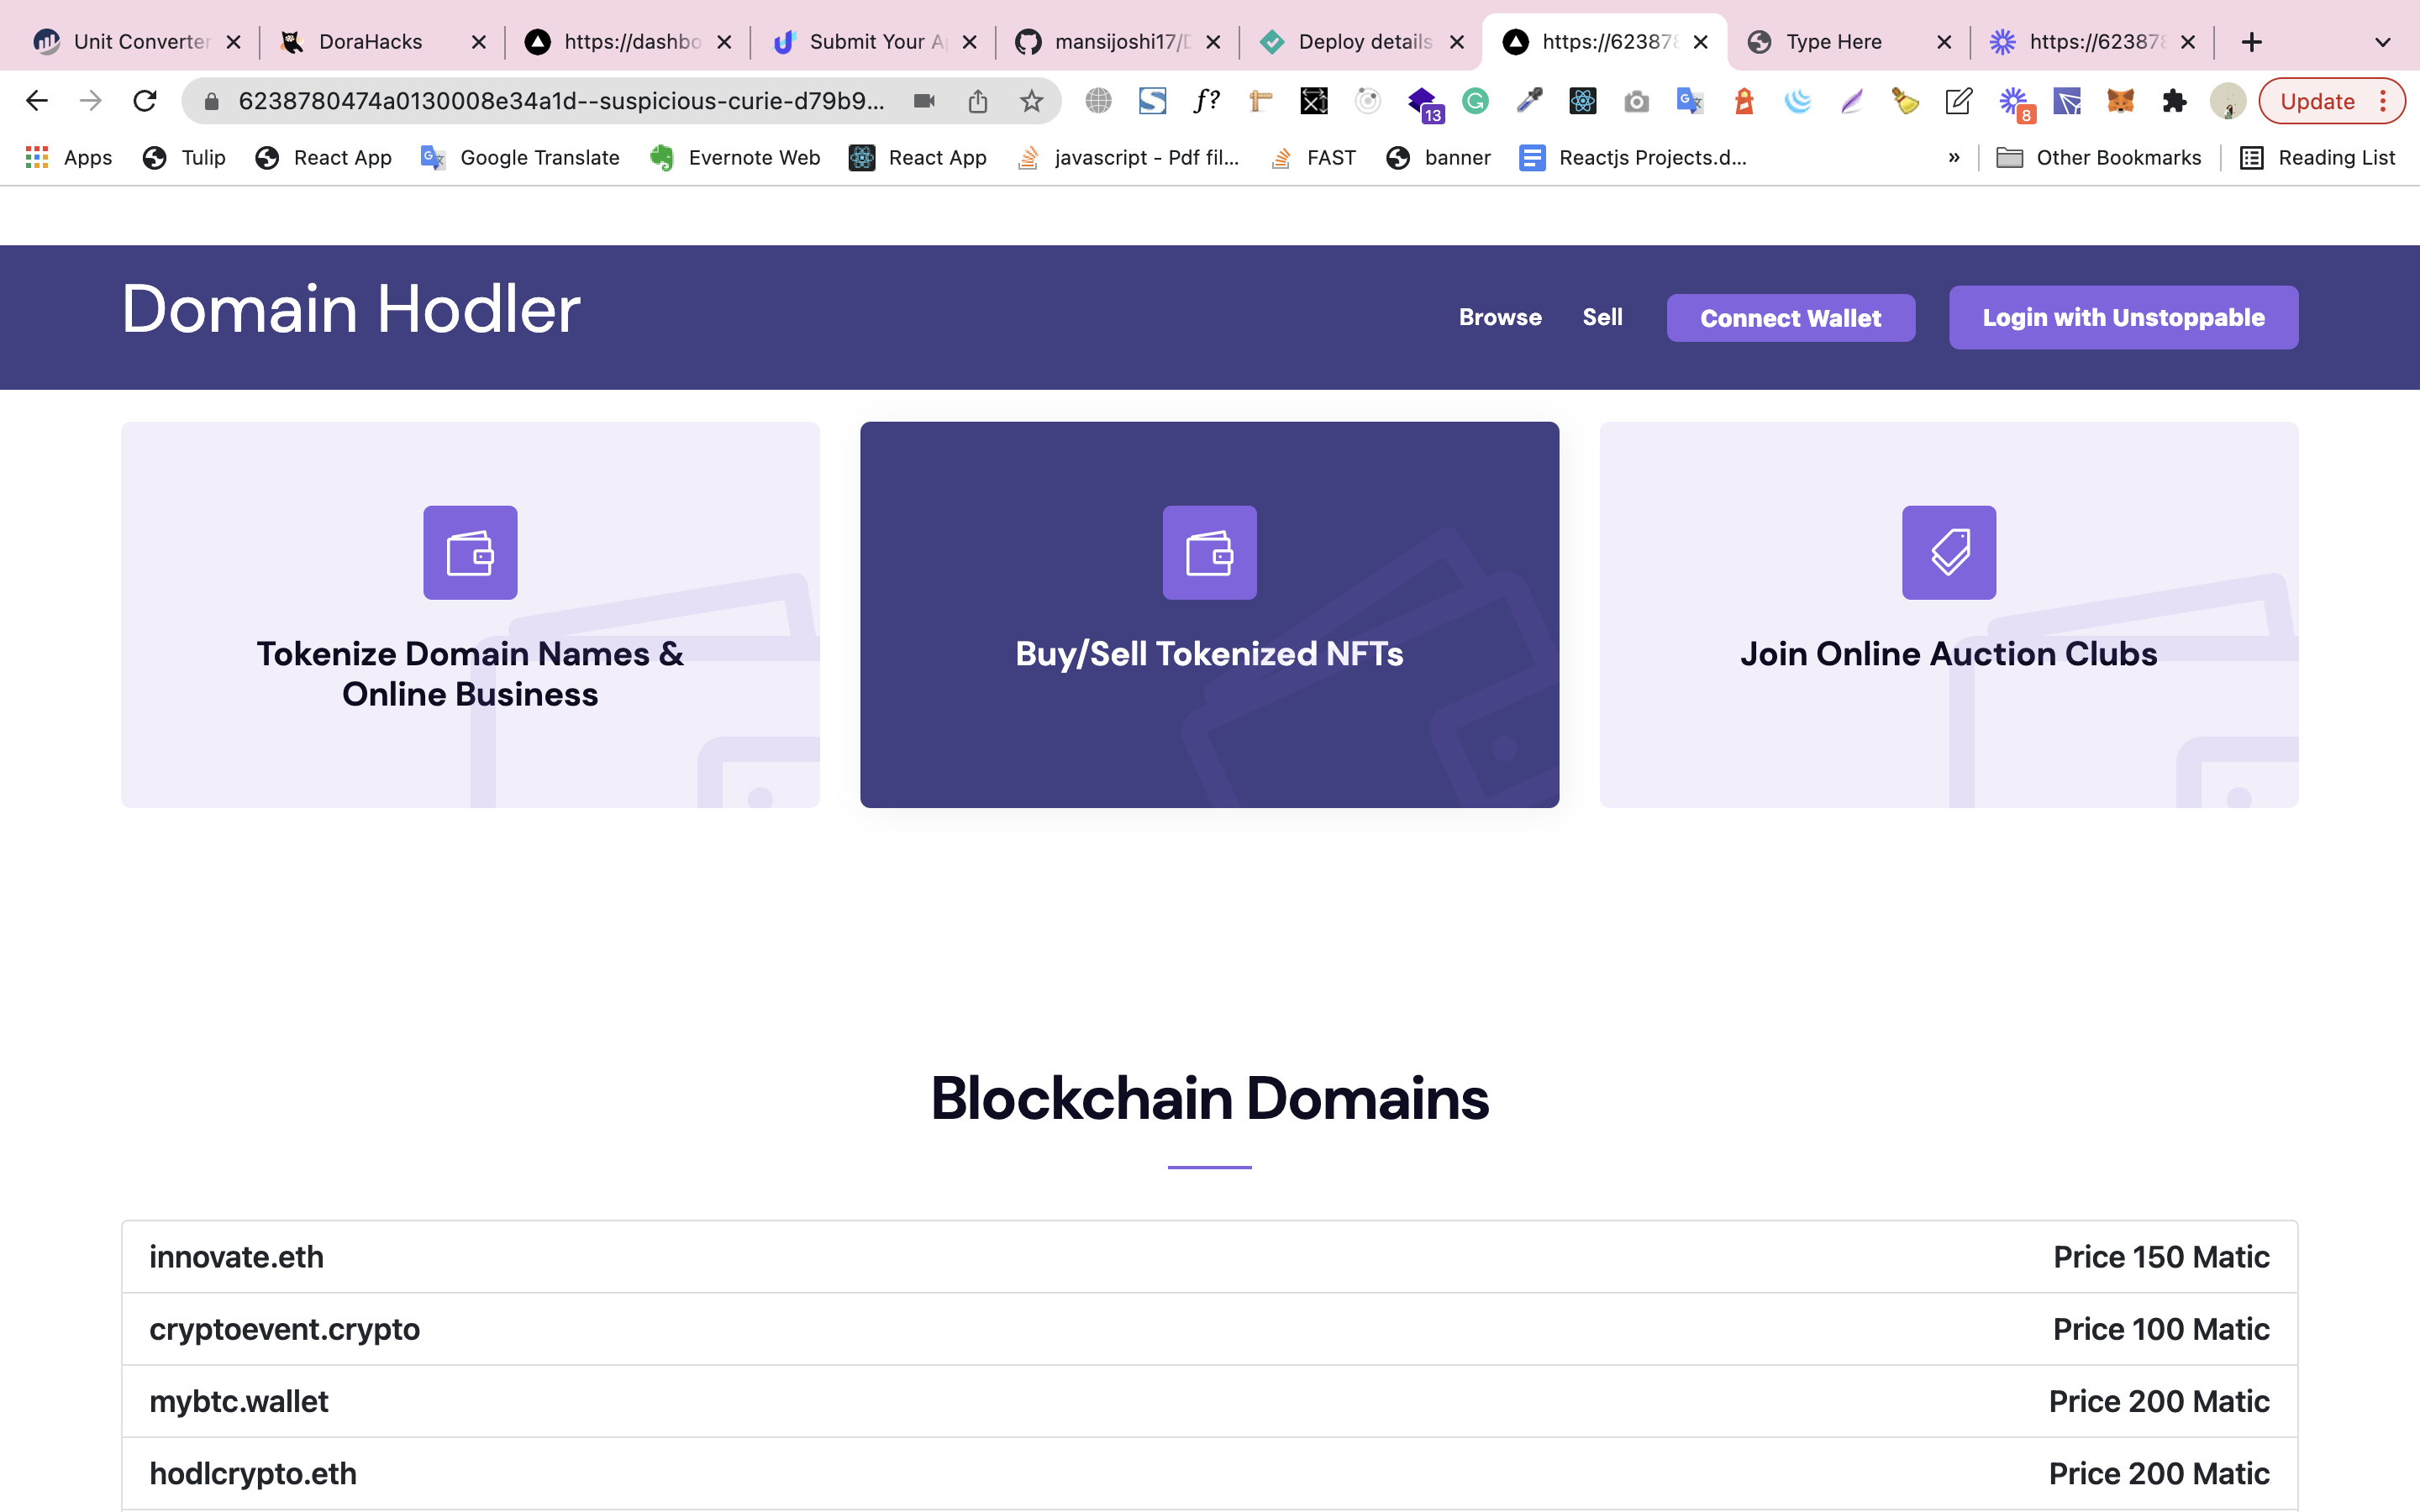 Unit Converter
DoraHacks
https://dashbo
Submit Your A
mansijoshi17/D
Deploy details
https://62387
Type Here
https://62387
6238780474a0130008e34a1d--suspicious-curie-d79b9...
f?
13
8
Update
Apps
Tulip
React App
Google Translate
Evernote Web
React App
javascript - Pdf fil...
FAST
banner
Reactjs Projects.d...
»
Other Bookmarks
Reading List
Domain Hodler
Browse
Sell
Connect Wallet
Login with Unstoppable
Tokenize Domain Names &
Online Business
Buy/Sell Tokenized NFTs
Join Online Auction Clubs
Blockchain Domains
innovate.eth
Price 150 Matic
cryptoevent.crypto
Price 100 Matic
mybtc.wallet
Price 200 Matic
hodlcrypto.eth
Price 200 Matic